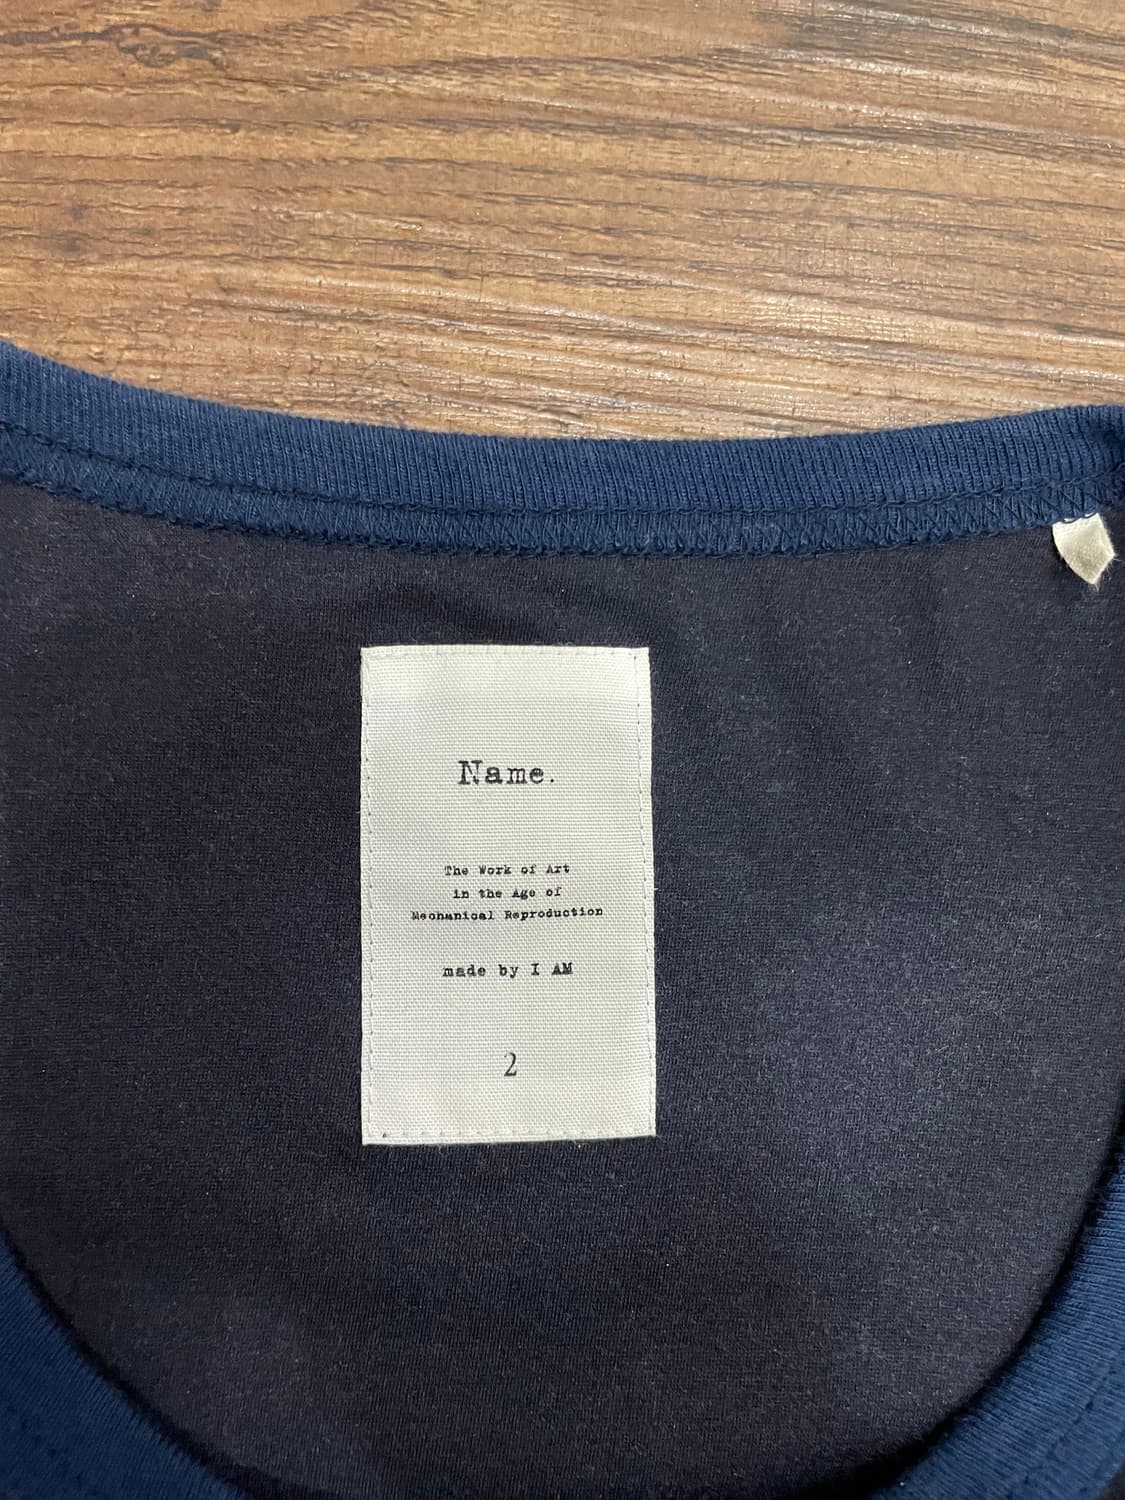 Name.
The Work of Art
in the Age of
Mechanical Reproduction
made by I AM
2